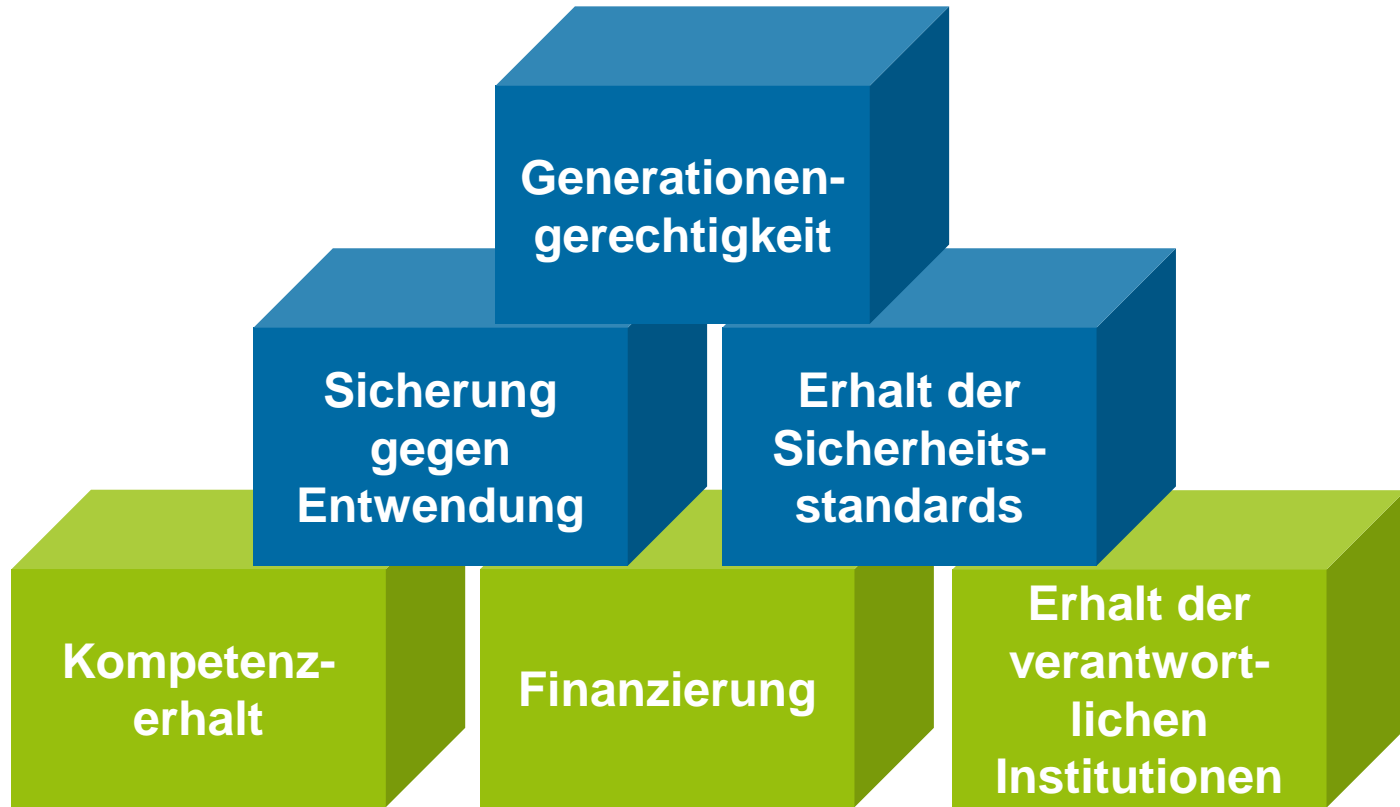 Generationen-
gerechtigkeit
Sicherung
gegen
Entwendung
Erhalt der
Sicherheits-
standards
Kompetenz-
erhalt
Finanzierung
Erhalt der
verantwort-
lichen
Institutionen